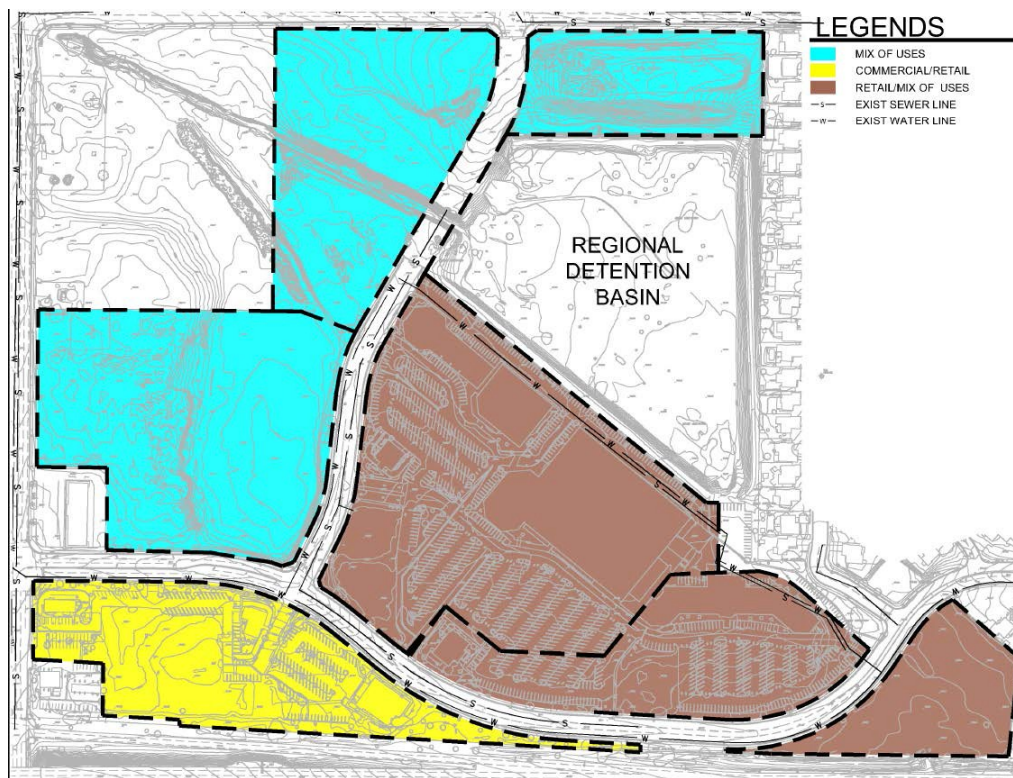 LEGENDS
MIX OF USES
COMMERCIAL/RETAIL
RETAIL/MIX OF USES
-S- EXIST SEWER LINE
-W- EXIST WATER LINE
REGIONAL
DETENTION
BASIN